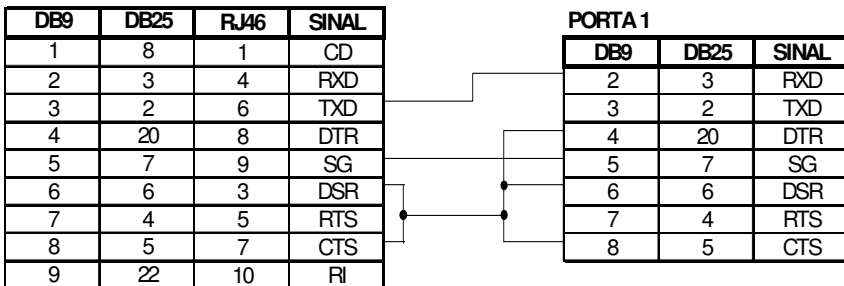 DB9 DB25 RJ46 SINAL
1 8 1 CD
2 3 4 RXD
3 2 6 TXD
4 20 8 DTR
5 7 9 SG
6 6 3 DSR
7 4 5 RTS
8 5 7 CTS
9 22 10 RI
PORTA 1
DB9 DB25 SINAL
2 3 RXD
3 2 TXD
4 20 DTR
5 7 SG
6 6 DSR
7 4 RTS
8 5 CTS